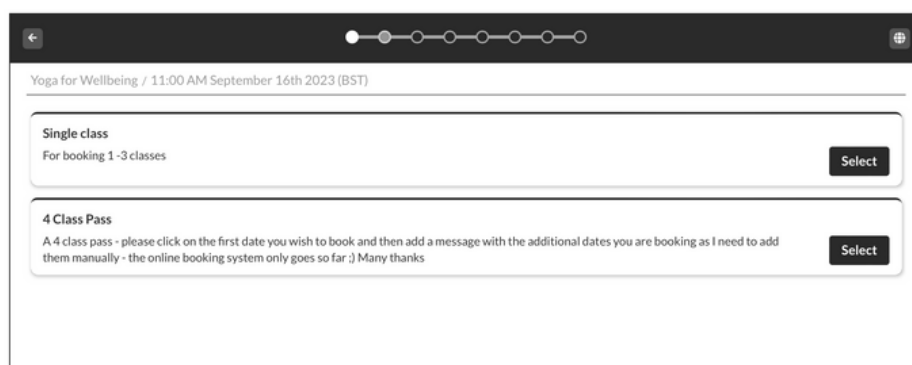 Yoga for Wellbeing / 11:00 AM September 16th 2023 (BST)
Single class
For booking 1 -3 classes
Select
4 Class Pass
A 4 class pass - please click on the first date you wish to book and then add a message with the additional dates you are booking as I need to add
them manually - the online booking system only goes so far ;) Many thanks
Select